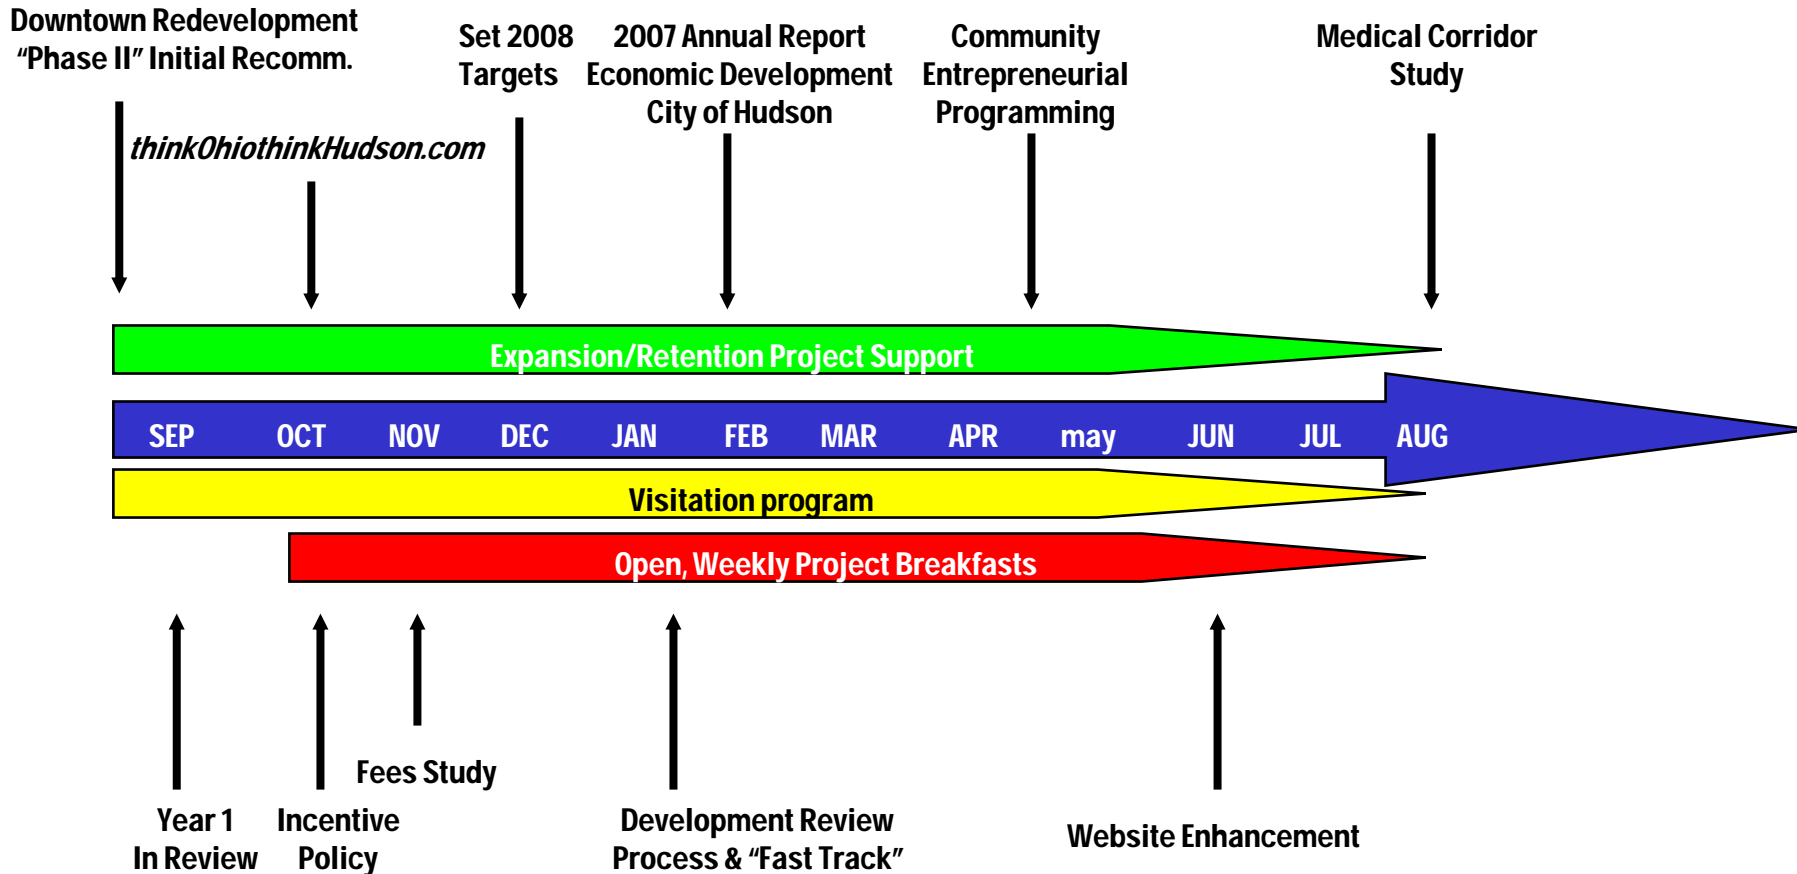 Downtown Redevelopment
“Phase II” Initial Recomm.
Set 2008
Targets
2007 Annual Report
Economic Development
City of Hudson
Community
Entrepreneurial
Programming
Medical Corridor
Study
thinkOhiothinkHudson.com
Expansion/Retention Project Support
SEP OCT NOV DEC JAN FEB MAR APR may JUN JUL AUG
Visitation program
Open, Weekly Project Breakfasts
Fees Study
Year 1
In Review
Incentive
Policy
Development Review
Process & “Fast Track”
Website Enhancement